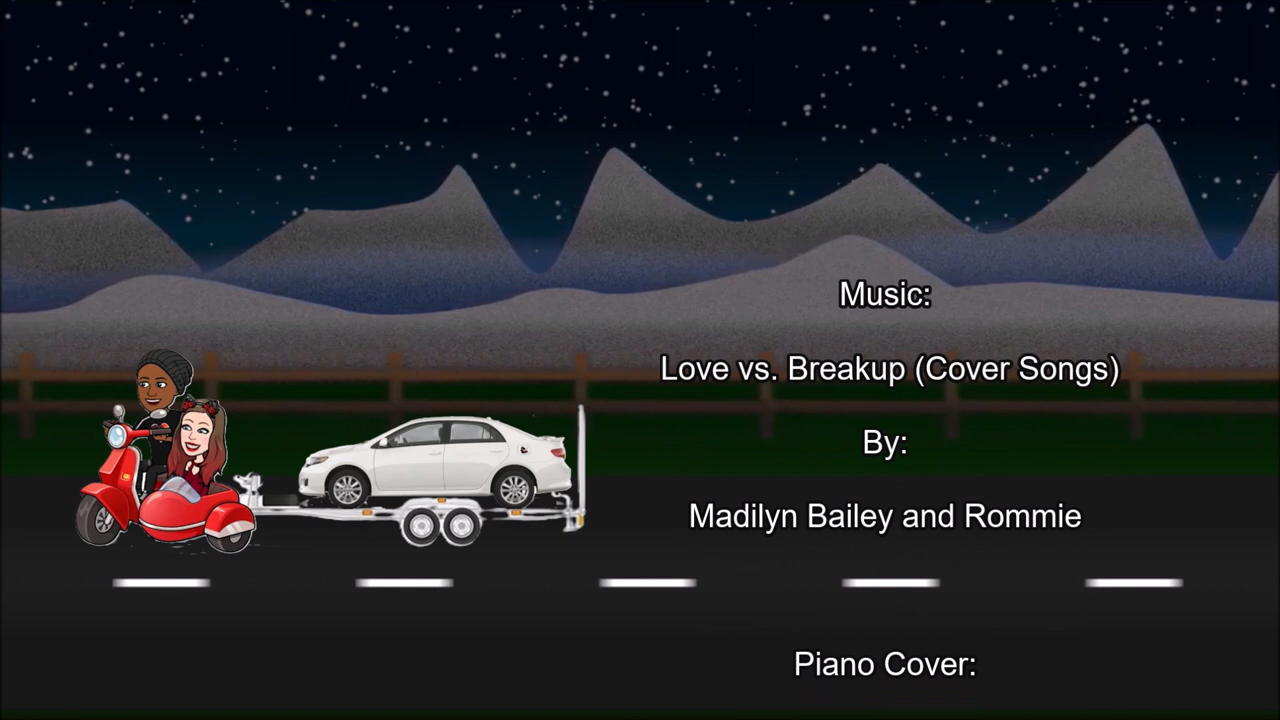 Music:
Love vs. Breakup (Cover Songs)
By:
Madilyn Bailey and Rommie
Piano Cover: